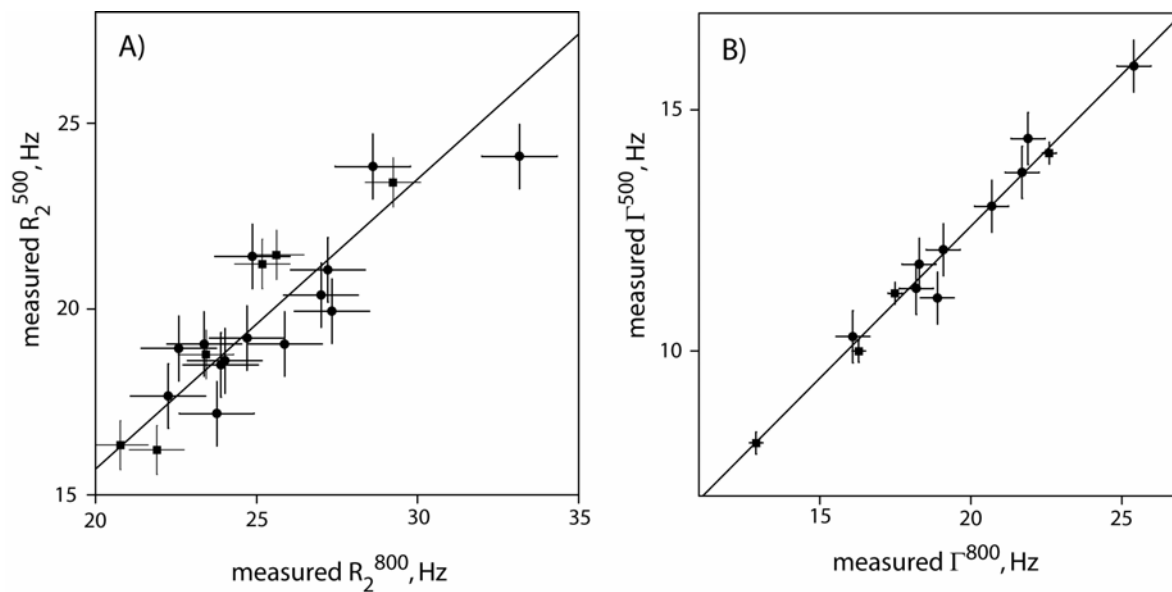 A)
measured R₂⁵⁰⁰, Hz
25
20
15
20
25
30
35
measured R₂⁸⁰⁰, Hz
B)
measured Γ⁵⁰⁰, Hz
15
10
15
20
25
measured Γ⁸⁰⁰, Hz